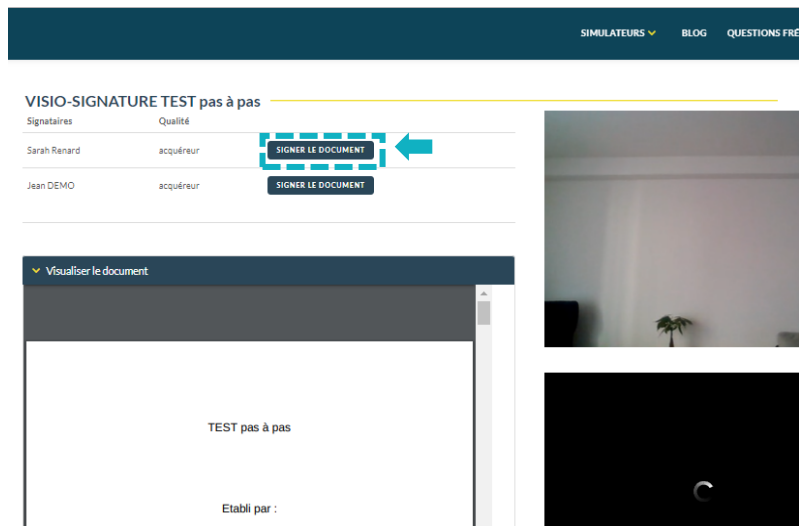 SIMULATEURS BLOG QUESTIONS FRÉ
VISIO-SIGNATURE TEST pas à pas
Signataires Qualité
Sarah Renard acquéreur SIGNER LE DOCUMENT
Jean DEMO acquéreur SIGNER LE DOCUMENT
Visualiser le document
TEST pas à pas
Etabli par :